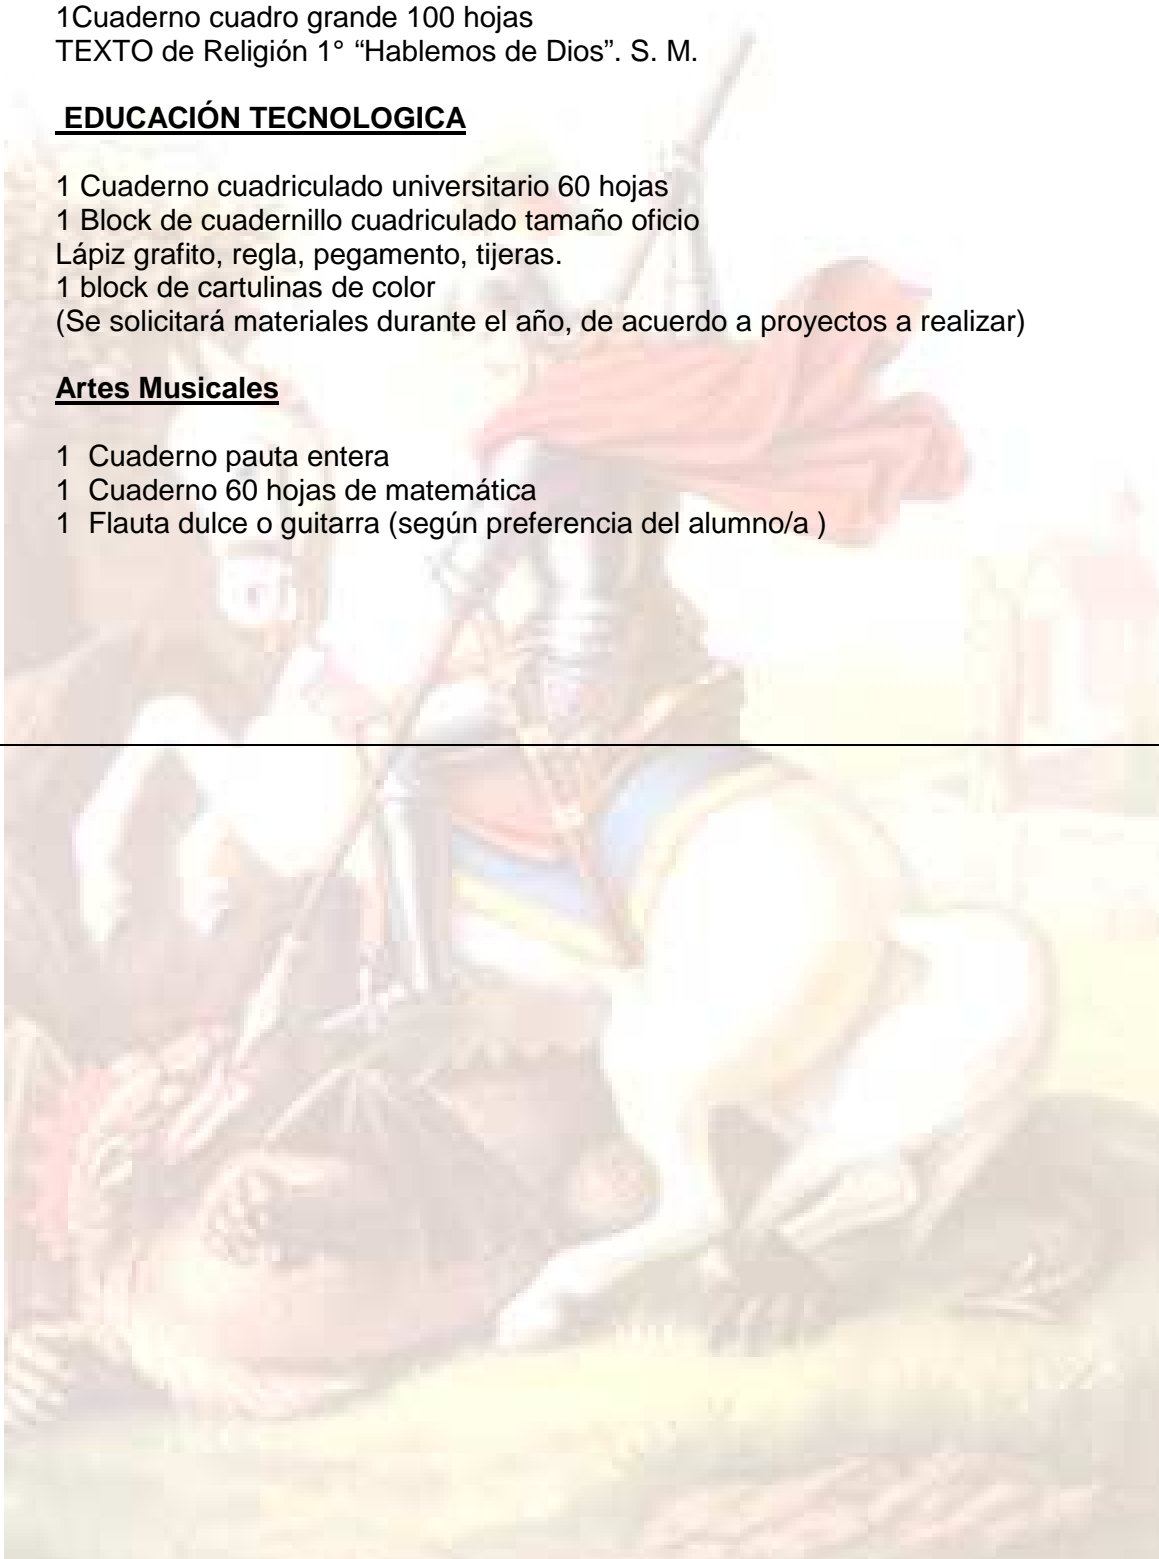 1Cuaderno cuadro grande 100 hojas
TEXTO de Religión 1° “Hablemos de Dios”. S. M.
EDUCACIÓN TECNOLOGICA
1 Cuaderno cuadriculado universitario 60 hojas
1 Block de cuadernillo cuadriculado tamaño oficio
Lápiz grafito, regla, pegamento, tijeras.
1 block de cartulinas de color
(Se solicitará materiales durante el año, de acuerdo a proyectos a realizar)
Artes Musicales
1  Cuaderno pauta entera
1  Cuaderno 60 hojas de matemática
1  Flauta dulce o guitarra (según preferencia del alumno/a )